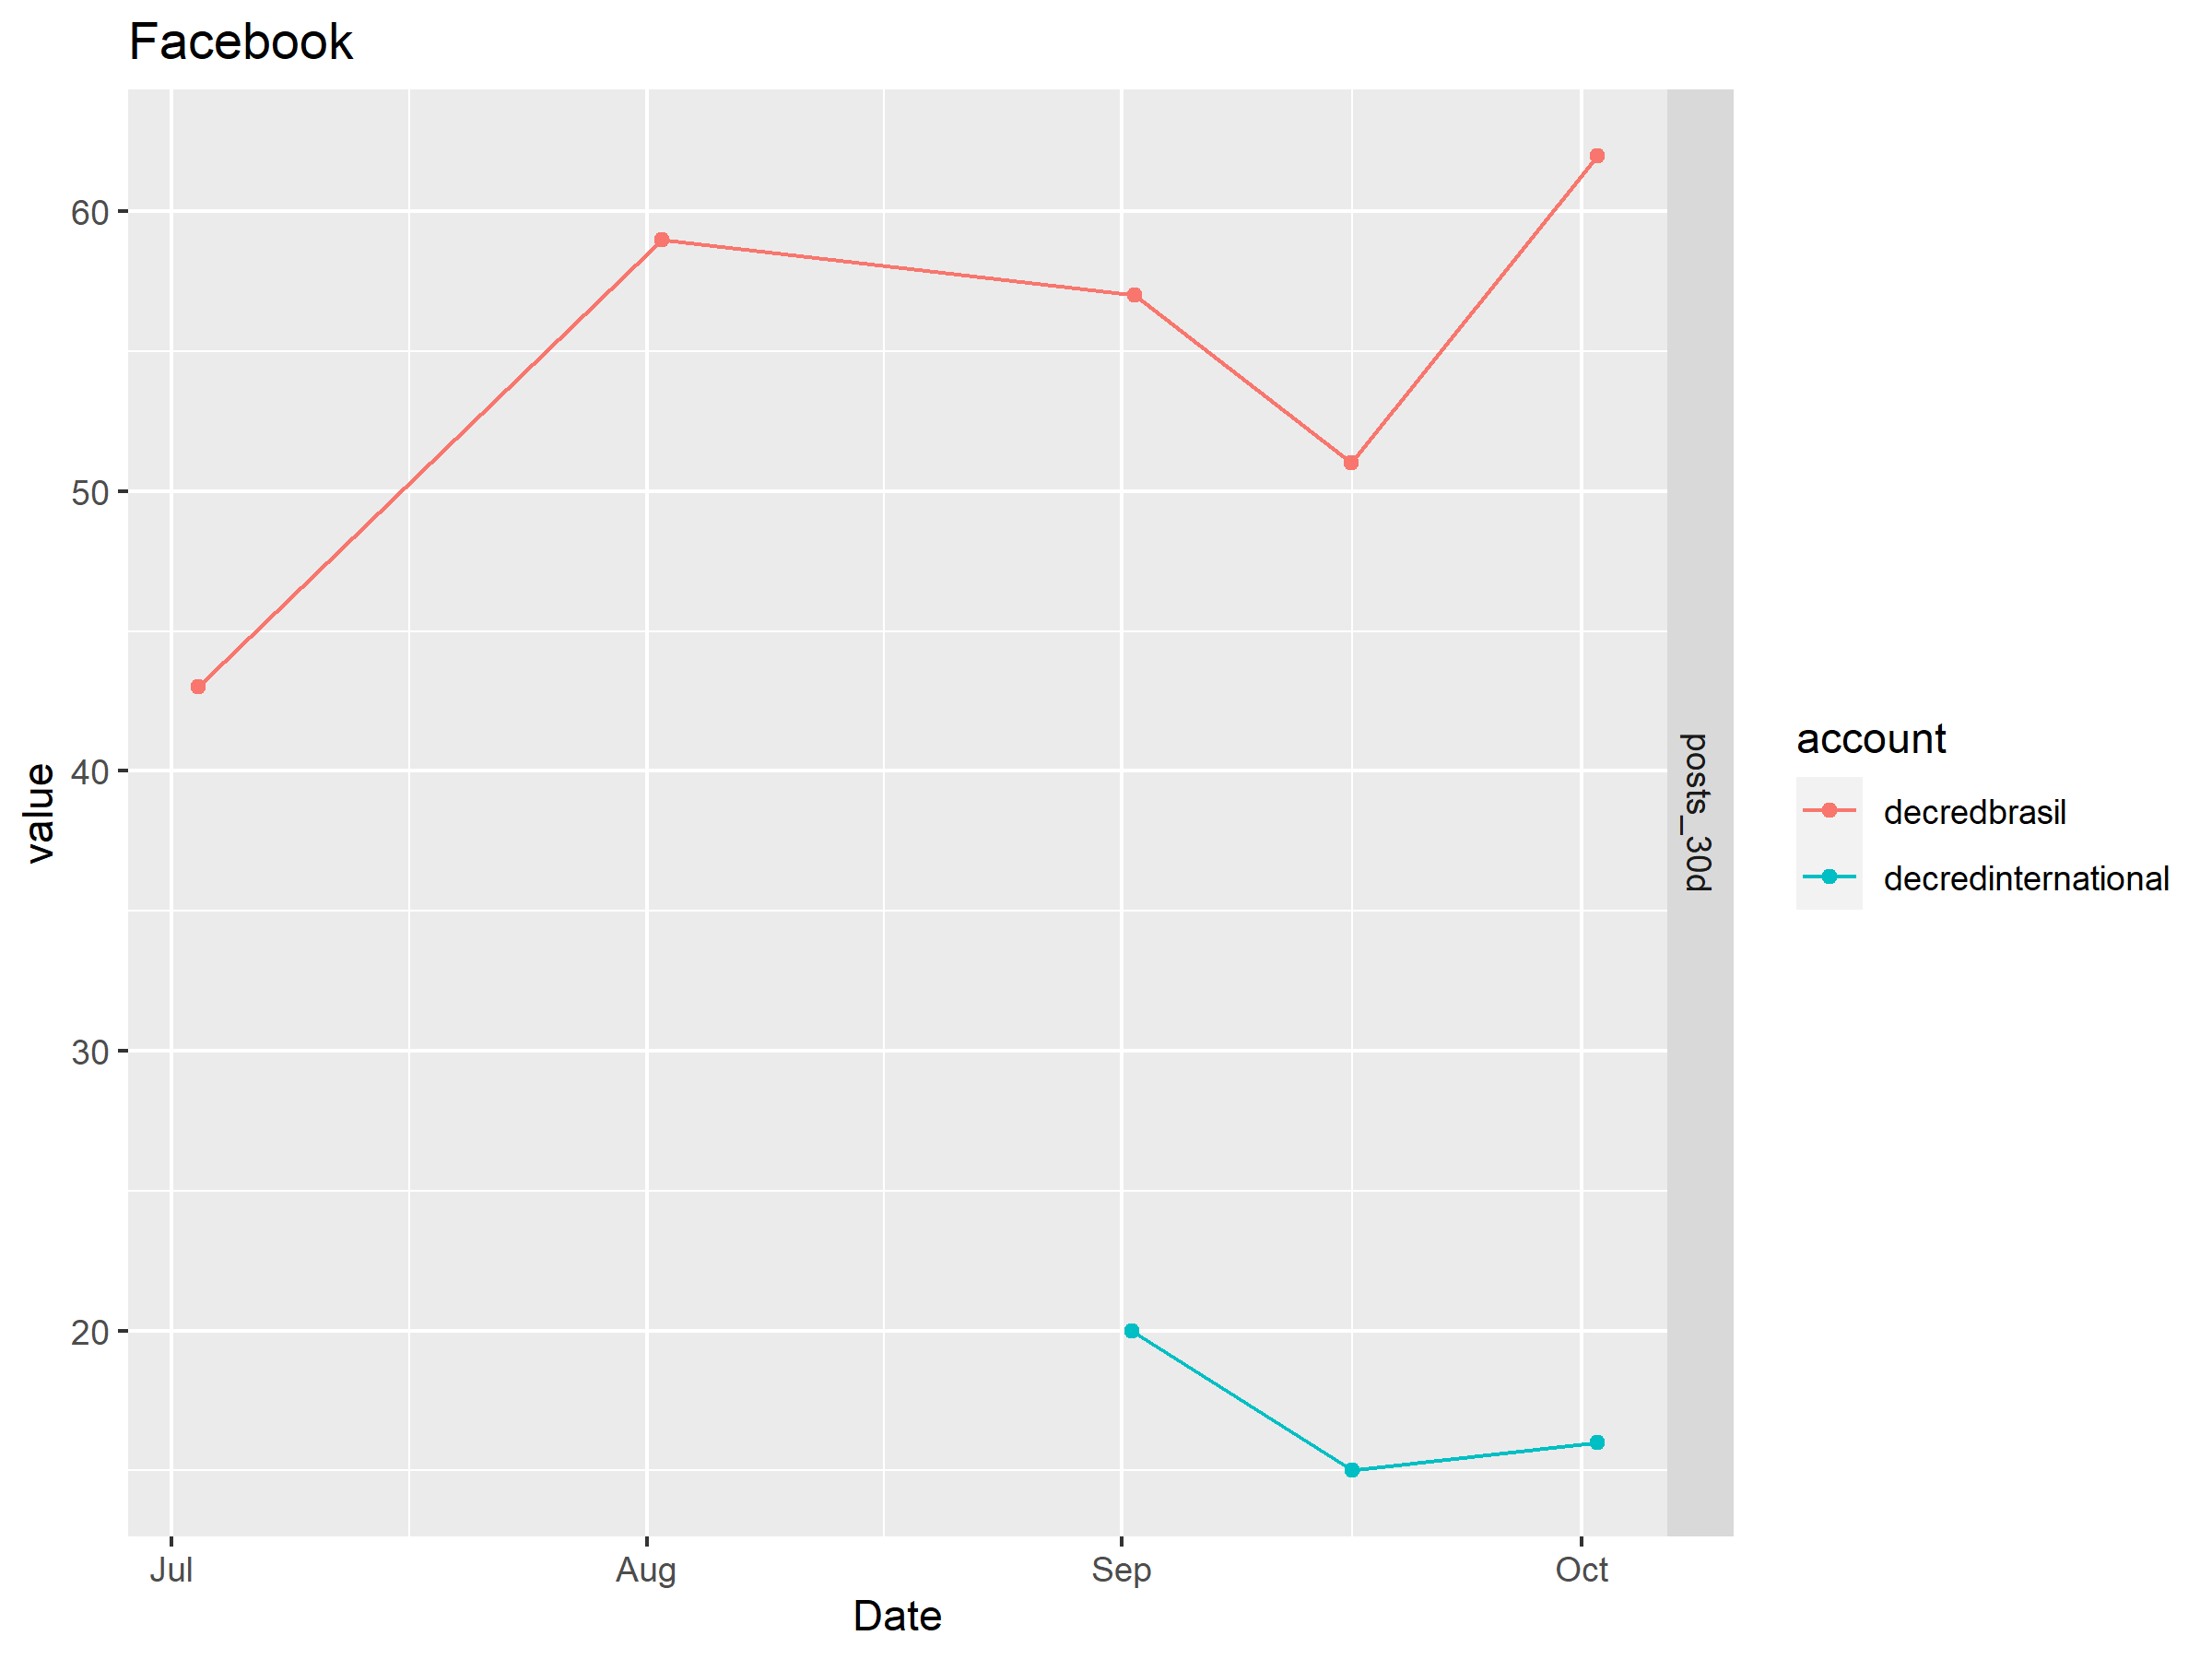 Facebook
value
60
50
40
30
20
Jul Aug Sep Oct
Date
posts_30d
account
decredbrasil
decredinternational